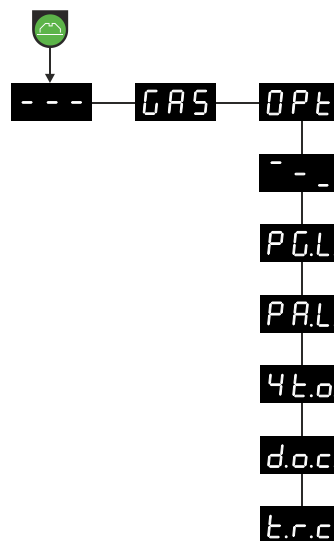 --- GAS OPt
¯-_
PG.L
PA.L
4t.o
d.o.c
t.r.c